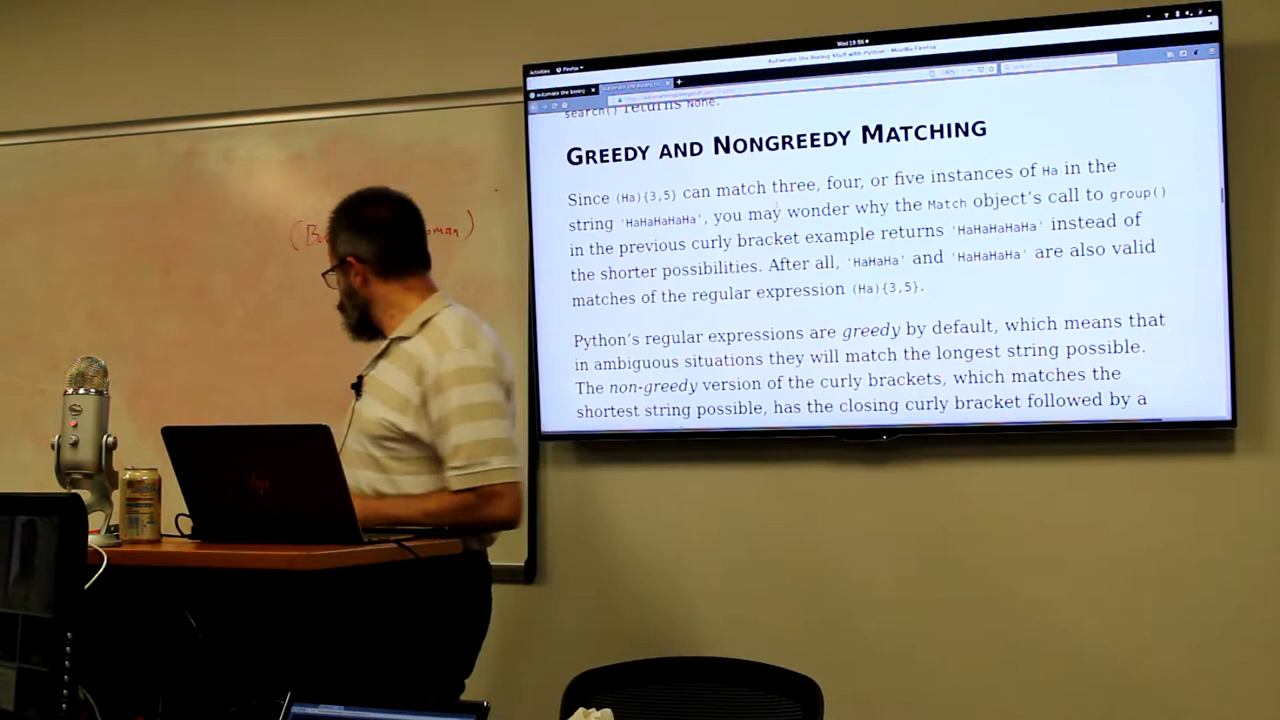 Activities Firefox
Wed 19:56
Automate the Boring Stuff with Python - Mozilla Firefox
search() returns None.
GREEDY AND NONGREEDY MATCHING
Since (Ha){3,5} can match three, four, or five instances of Ha in the
string 'HaHaHaHaHa', you may wonder why the Match object's call to group()
in the previous curly bracket example returns 'HaHaHaHaHa' instead of
the shorter possibilities. After all, 'HaHaHa' and 'HaHaHaHa' are also valid
matches of the regular expression (Ha){3,5}.
Python's regular expressions are greedy by default, which means that
in ambiguous situations they will match the longest string possible.
The non-greedy version of the curly brackets, which matches the
shortest string possible, has the closing curly bracket followed by a
hp